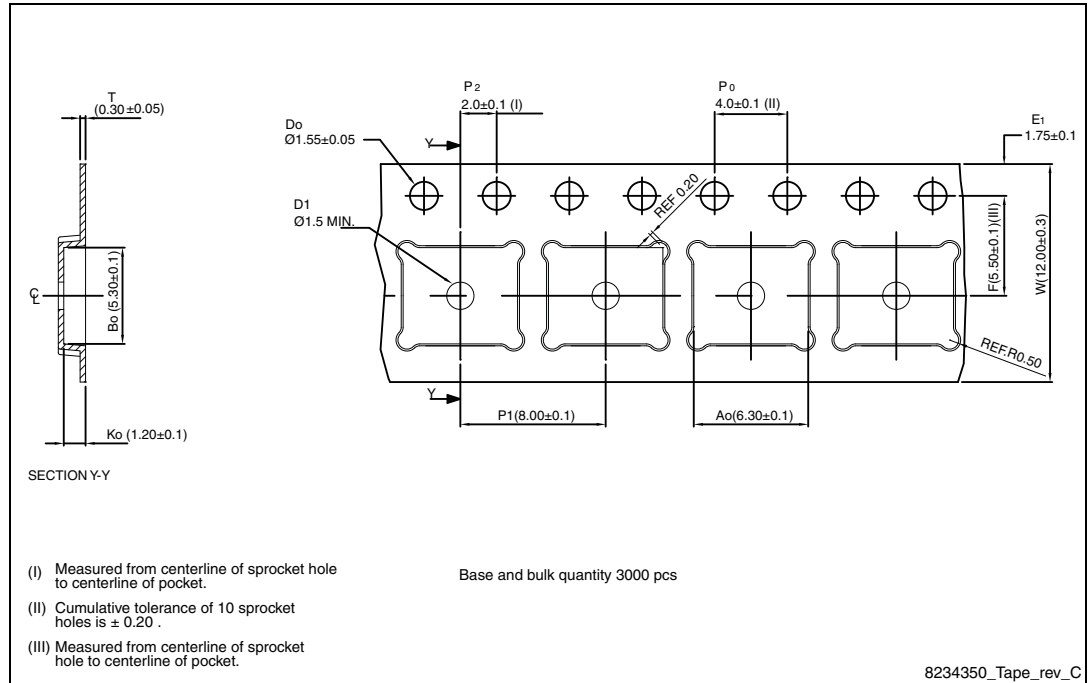 T
(0.30 ±0.05)
P2
2.0±0.1 (I)
P0
4.0±0.1 (II)
E1
1.75±0.1
Do
Ø1.55±0.05
Y
D1
Ø1.5 MIN.
REF 0.20
F(5.50±0.1)(III)
W(12.00±0.3)
Bo (5.30±0.1)
℄
REF.R0.50
Y
P1(8.00±0.1)
Ao(6.30±0.1)
Ko (1.20±0.1)
SECTION Y-Y
(I) Measured from centerline of sprocket hole
to centerline of pocket.
Base and bulk quantity 3000 pcs
(II) Cumulative tolerance of 10 sprocket
holes is ± 0.20 .
(III) Measured from centerline of sprocket
hole to centerline of pocket.
8234350_Tape_rev_C